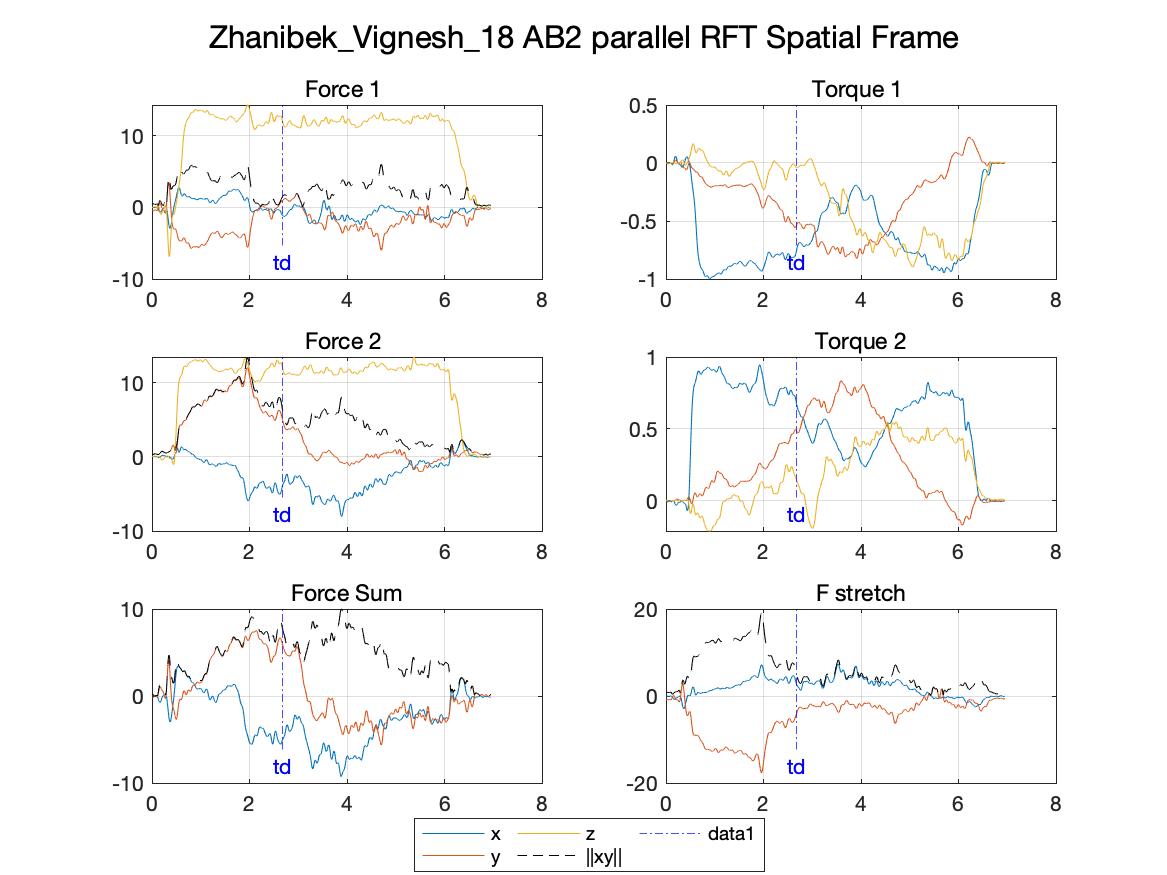 Zhanibek_Vignesh_18 AB2 parallel RFT Spatial Frame
Force 1
10
0
-10
0 2 4 6 8
td
Torque 1
0.5
0
-0.5
-1
0 2 4 6 8
td
Force 2
10
0
-10
0 2 4 6 8
td
Torque 2
1
0.5
0
0 2 4 6 8
td
Force Sum
10
0
-10
0 2 4 6 8
td
F stretch
20
0
-20
0 2 4 6 8
td
x z data1
y ||xy||